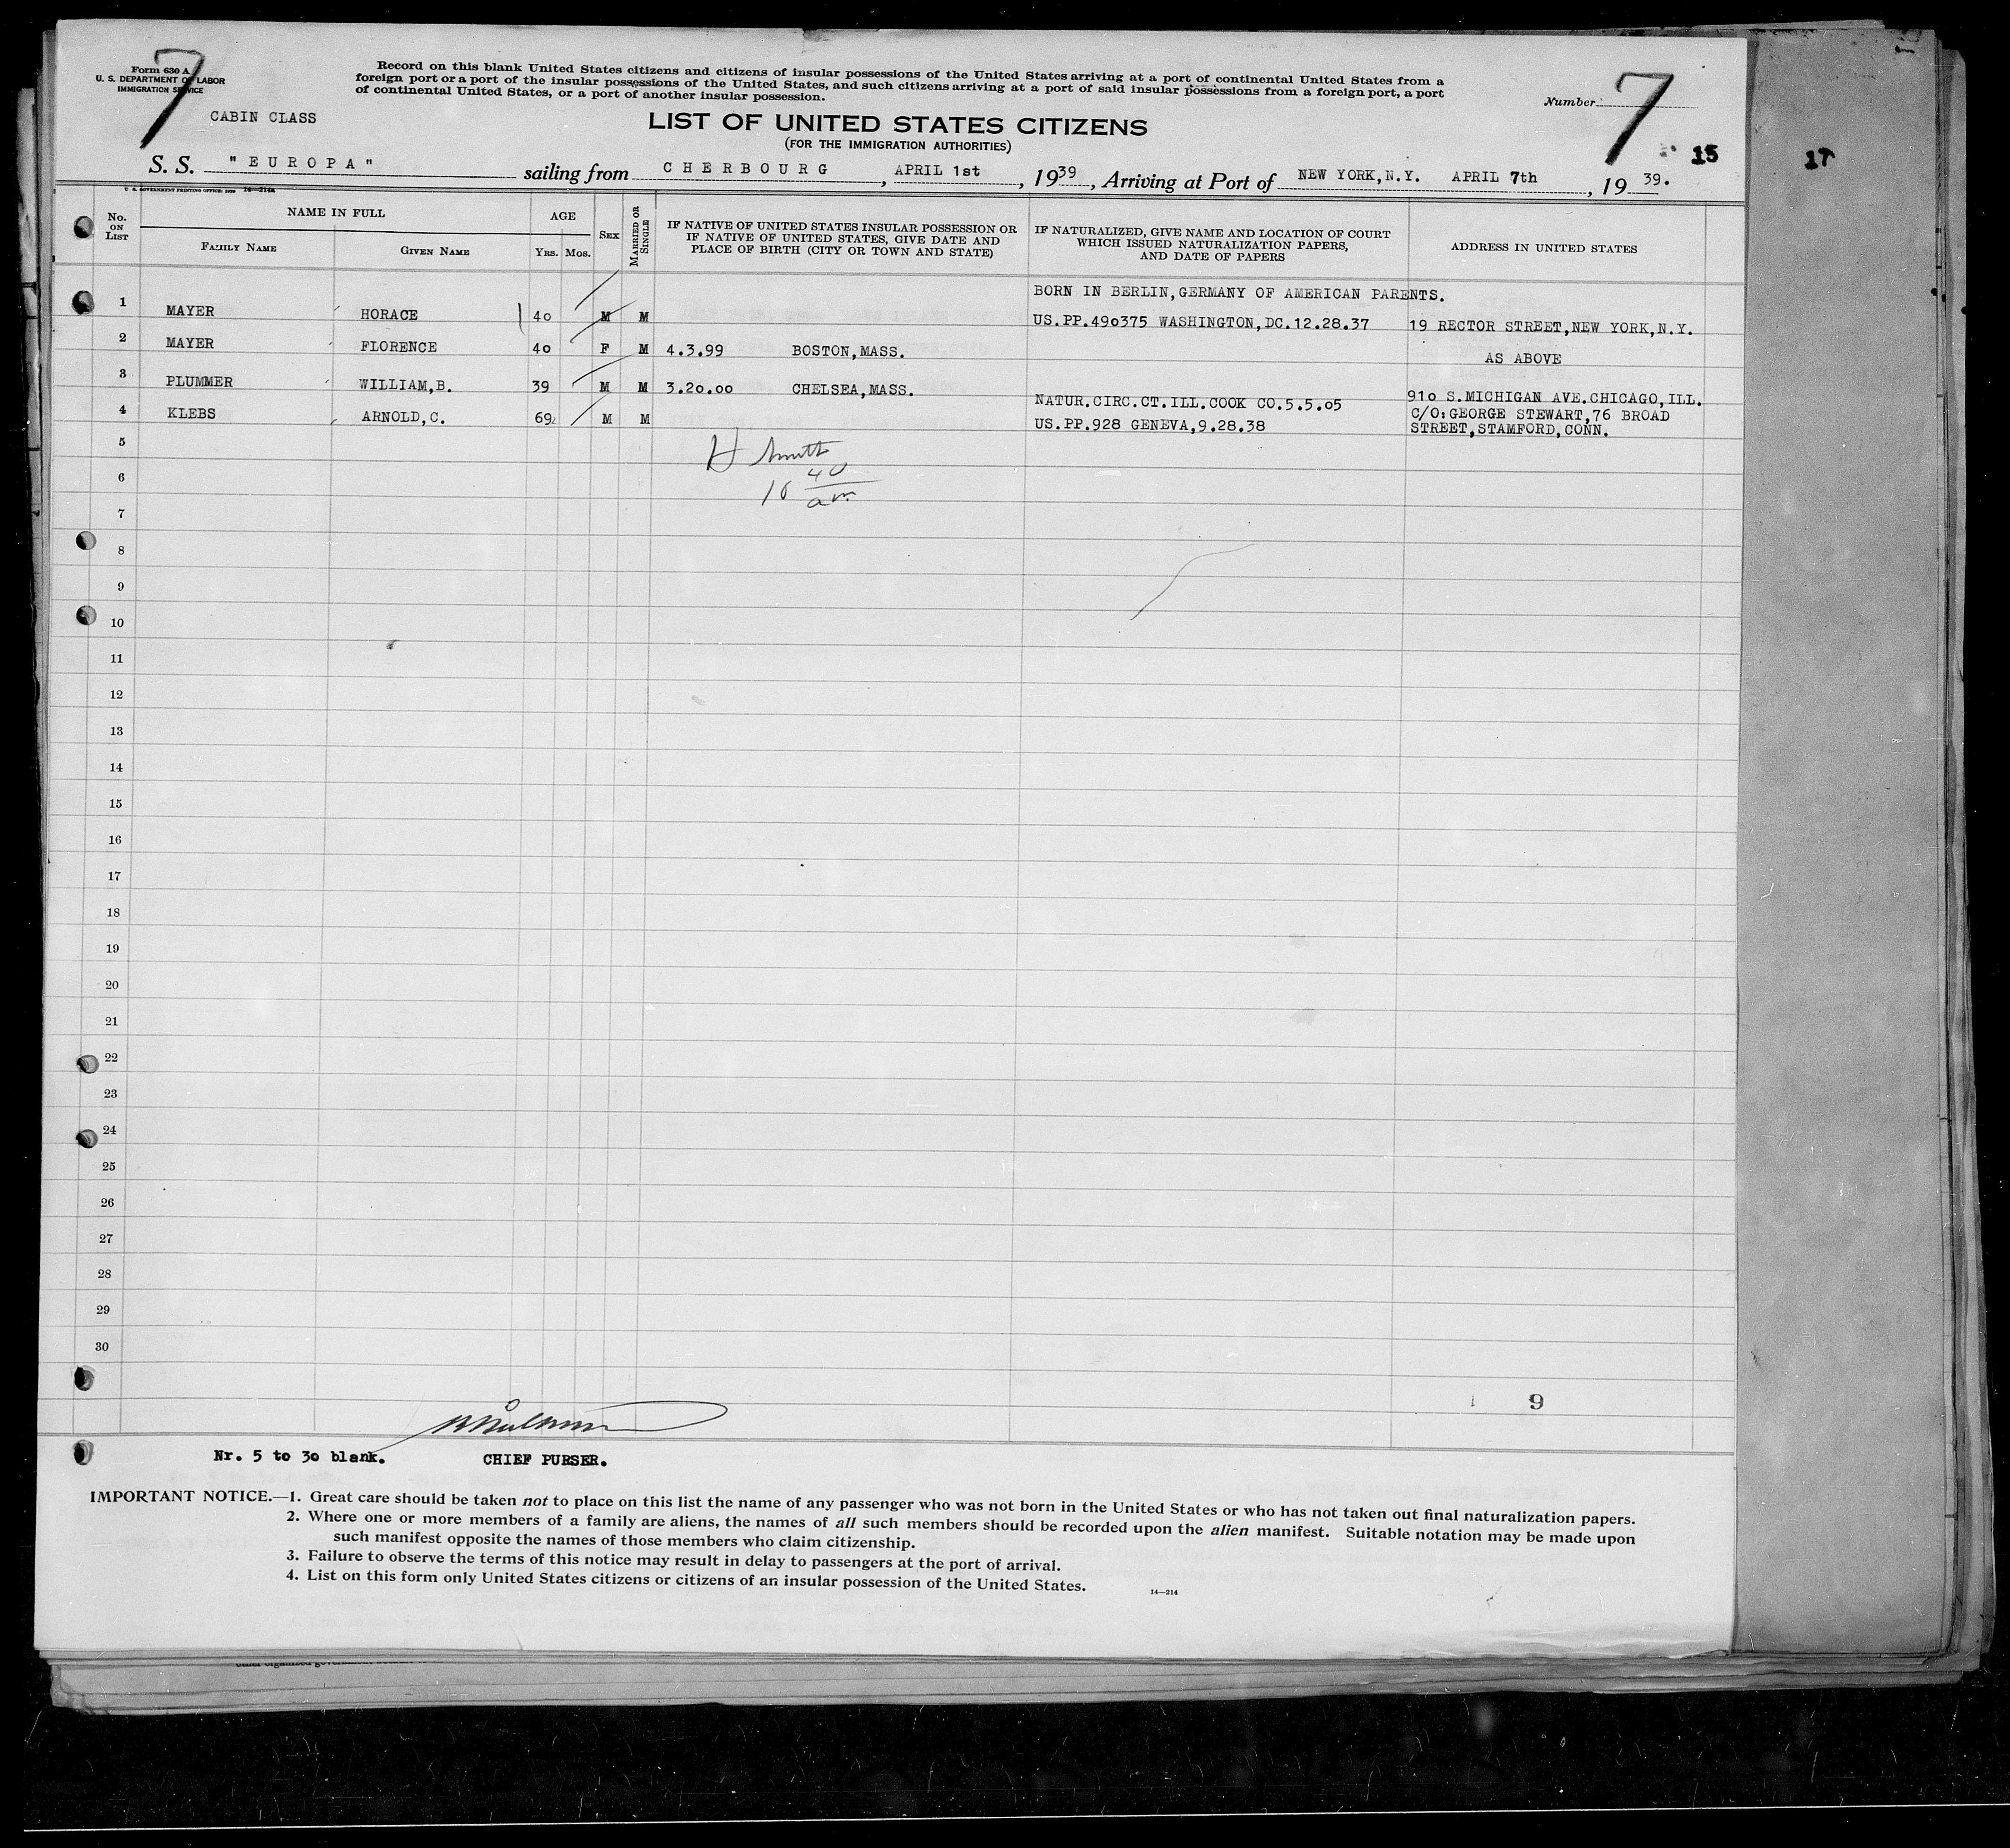 7
Form 630 A
U. S. DEPARTMENT OF LABOR
IMMIGRATION SERVICE
Record on this blank United States citizens and citizens of insular possessions of the United States arriving at a port of continental United States from a
foreign port or a port of the insular possessions of the United States, and such citizens arriving at a port of said insular possessions from a foreign port, a port
of continental United States, or a port of another insular possession.
Number 7
CABIN CLASS
LIST OF UNITED STATES CITIZENS
(FOR THE IMMIGRATION AUTHORITIES)
15
17
S. S. "EUROPA" sailing from CHERBOURG, APRIL 1st, 1939, Arriving at Port of NEW YORK,N.Y. APRIL 7th, 1939.
U. S. GOVERNMENT PRINTING OFFICE: 1939 14—214a
No. ON LIST
NAME IN FULL
FAMILY NAME
GIVEN NAME
AGE
YRS. MOS.
SEX
MARRIED OR SINGLE
IF NATIVE OF UNITED STATES INSULAR POSSESSION OR
IF NATIVE OF UNITED STATES, GIVE DATE AND
PLACE OF BIRTH (CITY OR TOWN AND STATE)
IF NATURALIZED, GIVE NAME AND LOCATION OF COURT
WHICH ISSUED NATURALIZATION PAPERS,
AND DATE OF PAPERS
ADDRESS IN UNITED STATES
BORN IN BERLIN,GERMANY OF AMERICAN PARENTS.
1 MAYER HORACE 40 M M US.PP.490375 WASHINGTON,DC.12.28.37 19 RECTOR STREET,NEW YORK,N.Y.
2 MAYER FLORENCE 40 F M 4.3.99 BOSTON,MASS. AS ABOVE
3 PLUMMER WILLIAM,B. 39 M M 3.20.00 CHELSEA,MASS. 910 S.MICHIGAN AVE.CHICAGO,ILL.
NATUR.CIRC.CT.ILL.COOK CO.5.5.05 C/O:GEORGE STEWART,76 BROAD
4 KLEBS ARNOLD,C. 69 M M US.PP.928 GENEVA,9.28.38 STREET,STAMFORD,CONN.
5
H Smith
6
10 40 am
7
8
9
10
11
12
13
14
15
16
17
18
19
20
21
22
23
24
25
26
27
28
29
30
9
Nr. 5 to 30 blank. CHIEF PURSER.
IMPORTANT NOTICE.—1. Great care should be taken not to place on this list the name of any passenger who was not born in the United States or who has not taken out final naturalization papers.
2. Where one or more members of a family are aliens, the names of all such members should be recorded upon the alien manifest. Suitable notation may be made upon
such manifest opposite the names of those members who claim citizenship.
3. Failure to observe the terms of this notice may result in delay to passengers at the port of arrival.
4. List on this form only United States citizens or citizens of an insular possession of the United States.
14—214